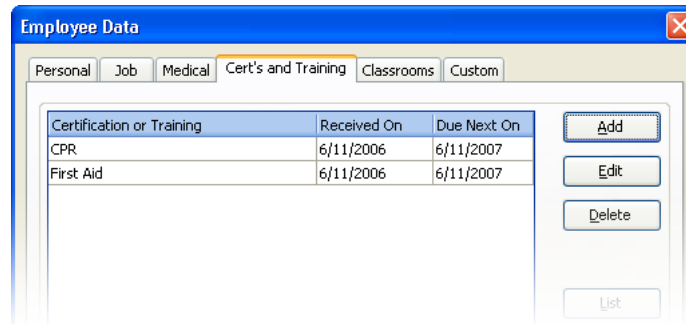 Employee Data
Personal Job Medical Cert's and Training Classrooms Custom
Certification or Training Received On Due Next On
CPR 6/11/2006 6/11/2007
First Aid 6/11/2006 6/11/2007
Add
Edit
Delete
List